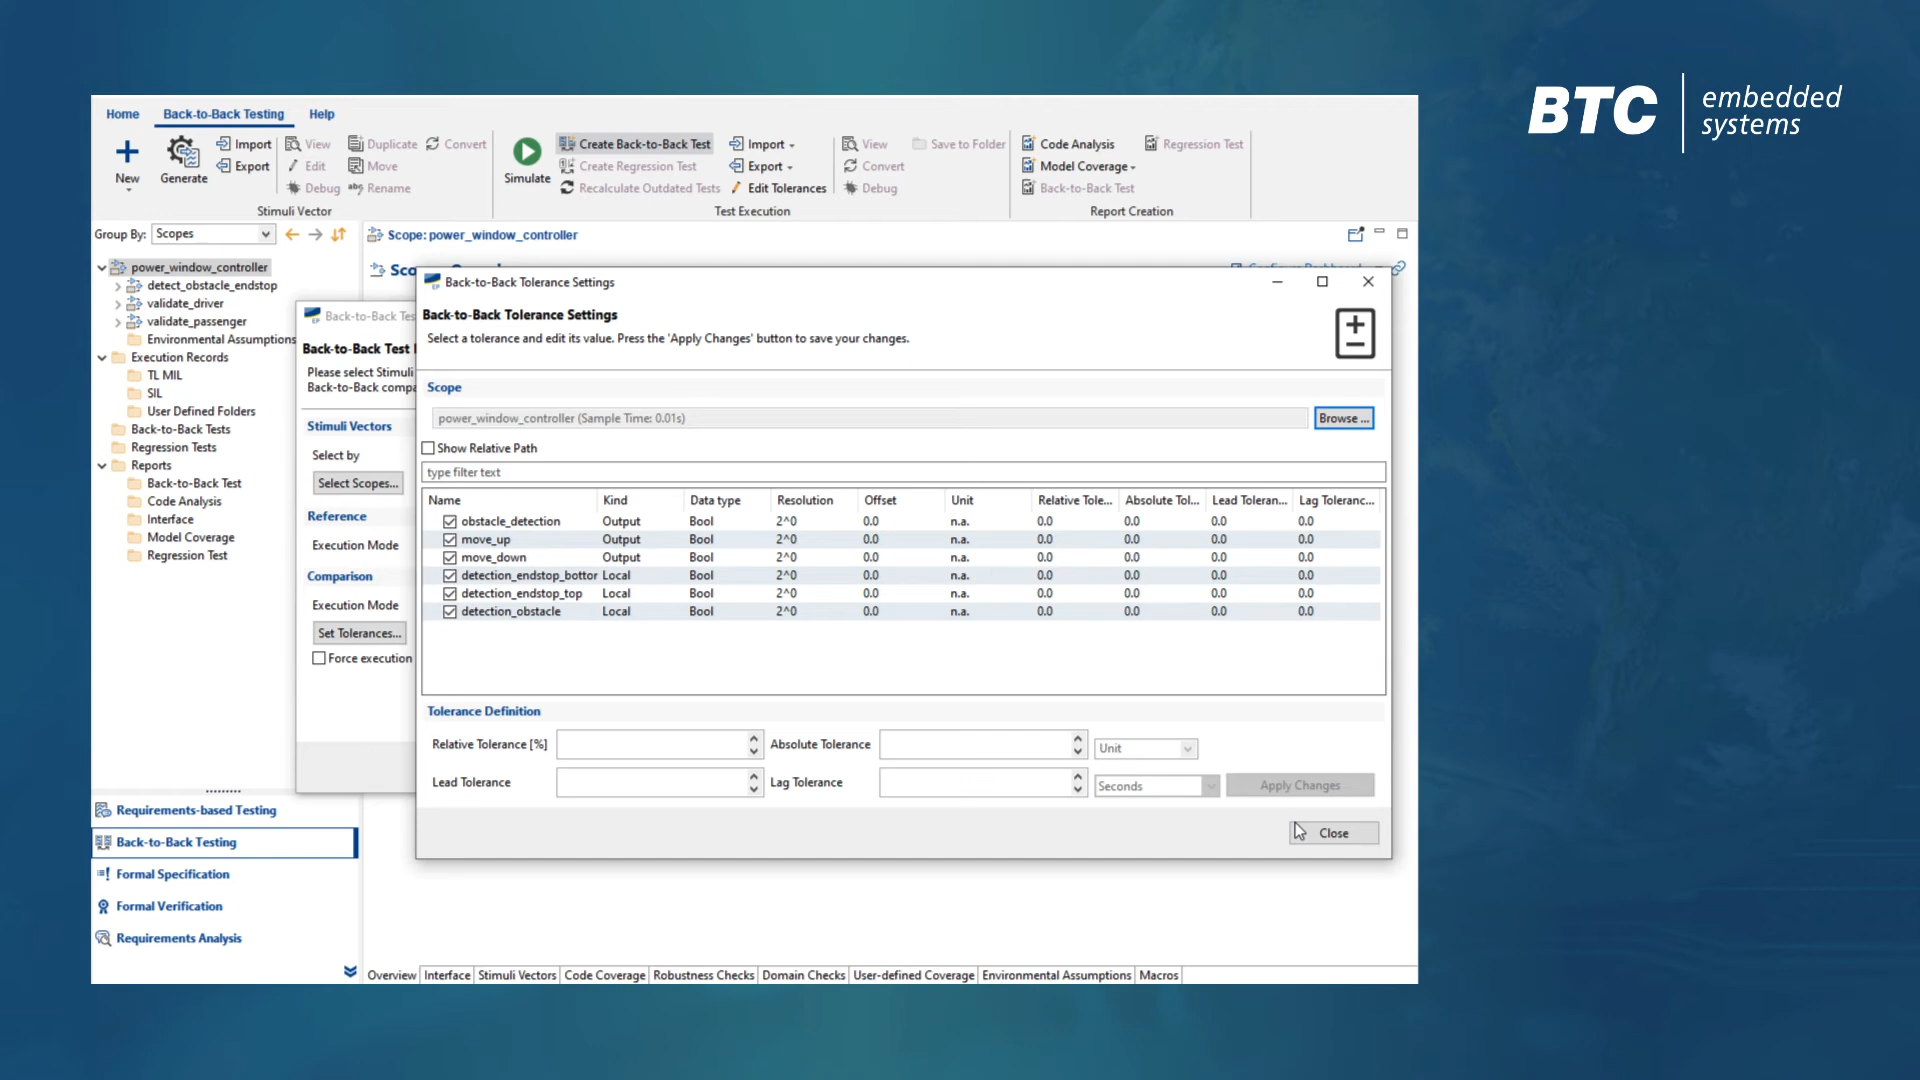 BTC
embedded
systems
Home
Back-to-Back Testing
Help
New
Generate
Import
Export
View
Edit
Debug
Duplicate
Move
Rename
Convert
Stimuli Vector
Simulate
Create Back-to-Back Test
Create Regression Test
Recalculate Outdated Tests
Import
Export
Edit Tolerances
Test Execution
View
Convert
Debug
Save to Folder
Code Analysis
Model Coverage
Back-to-Back Test
Regression Test
Report Creation
Group By:
Scopes
power_window_controller
detect_obstacle_endstop
validate_driver
validate_passenger
Environmental Assumptions
Execution Records
TL MIL
SIL
User Defined Folders
Back-to-Back Tests
Regression Tests
Reports
Back-to-Back Test
Code Analysis
Interface
Model Coverage
Regression Test
Requirements-based Testing
Back-to-Back Testing
Formal Specification
Formal Verification
Requirements Analysis
Scope: power_window_controller
Back-to-Back Tes
Back-to-Back Test
Please select Stimuli
Back-to-Back compa
Stimuli Vectors
Select by
Select Scopes...
Reference
Execution Mode
Comparison
Execution Mode
Set Tolerances...
Force execution
EP Back-to-Back Tolerance Settings
Back-to-Back Tolerance Settings
Select a tolerance and edit its value. Press the 'Apply Changes' button to save your changes.
Scope
power_window_controller (Sample Time: 0.01s)
Browse ...
Show Relative Path
type filter text
Name Kind Data type Resolution Offset Unit Relative Tole... Absolute Tol... Lead Toleran... Lag Toleranc...
obstacle_detection Output Bool 2^0 0.0 n.a. 0.0 0.0 0.0 0.0
move_up Output Bool 2^0 0.0 n.a. 0.0 0.0 0.0 0.0
move_down Output Bool 2^0 0.0 n.a. 0.0 0.0 0.0 0.0
detection_endstop_bottor Local Bool 2^0 0.0 n.a. 0.0 0.0 0.0 0.0
detection_endstop_top Local Bool 2^0 0.0 n.a. 0.0 0.0 0.0 0.0
detection_obstacle Local Bool 2^0 0.0 n.a. 0.0 0.0 0.0 0.0
Tolerance Definition
Relative Tolerance [%]
Absolute Tolerance
Unit
Lead Tolerance
Lag Tolerance
Seconds
Apply Changes
Close
Overview Interface Stimuli Vectors Code Coverage Robustness Checks Domain Checks User-defined Coverage Environmental Assumptions Macros